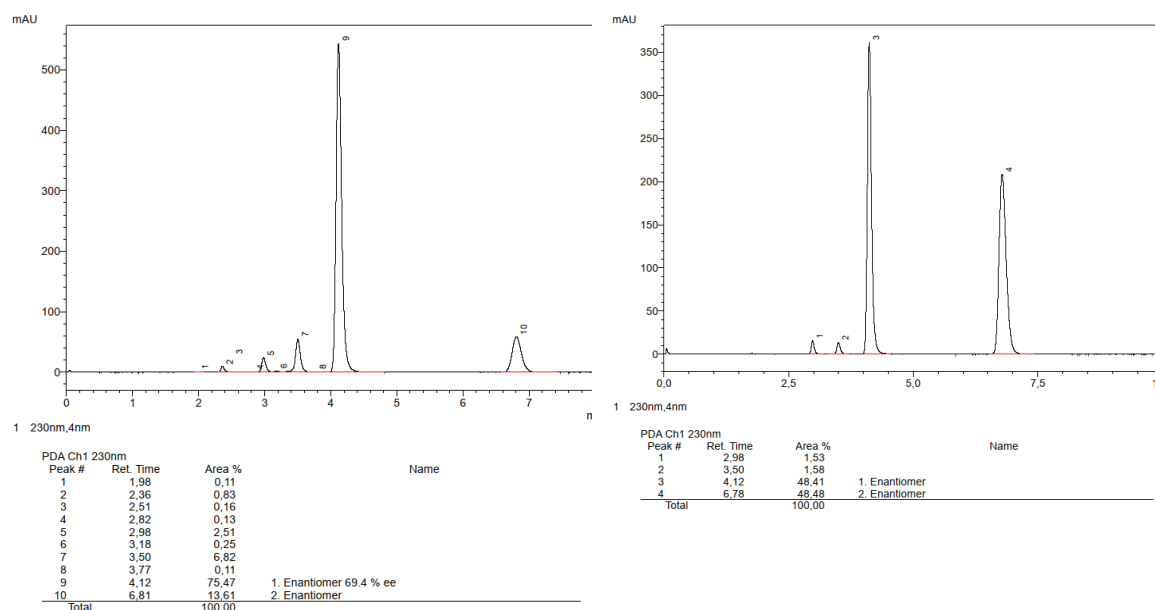 mAU
500
400
300
200
100
0
1
2
3
4
5
6
7
8
9
10
0 1 2 3 4 5 6 7
1 230nm,4nm
PDA Ch1 230nm
Peak # Ret. Time Area % Name
1 1,98 0,11
2 2,36 0,83
3 2,51 0,16
4 2,82 0,13
5 2,98 2,51
6 3,18 0,25
7 3,50 6,82
8 3,77 0,11
9 4,12 75,47 1. Enantiomer 69.4 % ee
10 6,81 13,61 2. Enantiomer
Total 100,00
mAU
350
300
250
200
150
100
50
0
1
2
3
4
0,0 2,5 5,0 7,5 1
1 230nm,4nm
PDA Ch1 230nm
Peak # Ret. Time Area % Name
1 2,98 1,53
2 3,50 1,58
3 4,12 48,41 1. Enantiomer
4 6,78 48,48 2. Enantiomer
Total 100,00